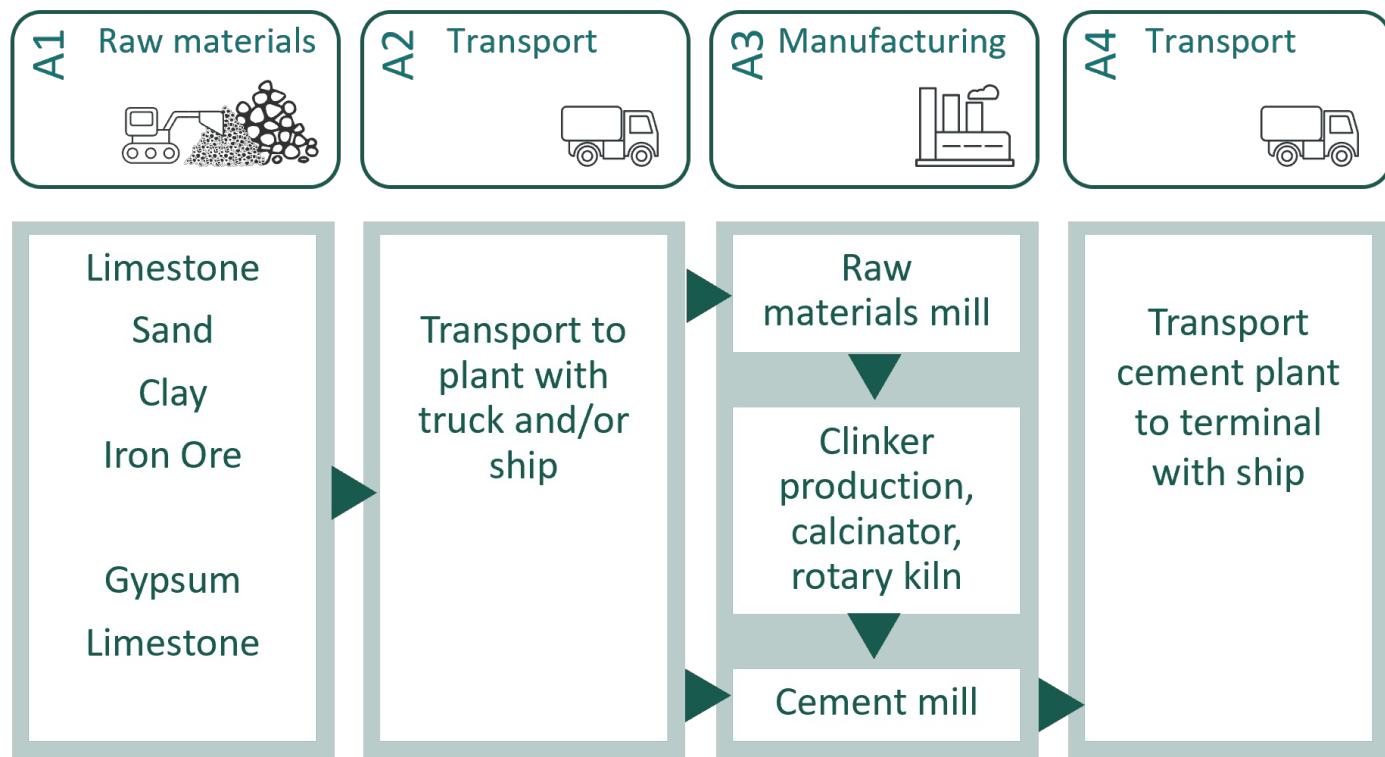 A1 Raw materials
A2 Transport
A3 Manufacturing
A4 Transport
Limestone
Sand
Clay
Iron Ore
Gypsum
Limestone
Transport to
plant with
truck and/or
ship
Raw
materials mill
Clinker
production,
calcinator,
rotary kiln
Cement mill
Transport
cement plant
to terminal
with ship